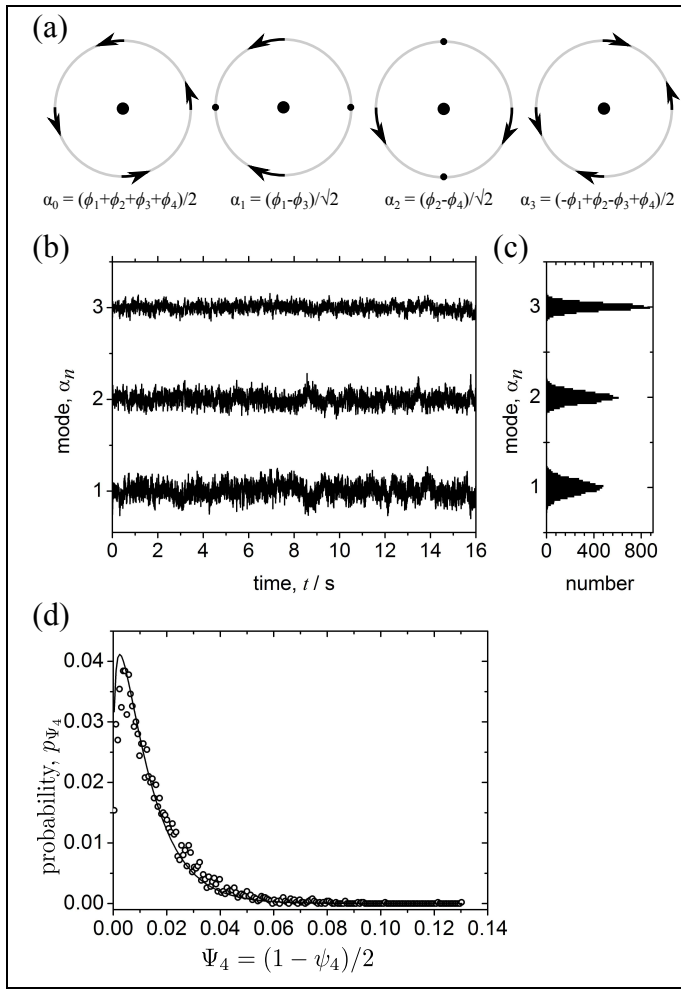 (a)
α₀ = (ϕ₁+ϕ₂+ϕ₃+ϕ₄)/2
α₁ = (ϕ₁-ϕ₃)/√2
α₂ = (ϕ₂-ϕ₄)/√2
α₃ = (-ϕ₁+ϕ₂-ϕ₃+ϕ₄)/2
(b)
mode, αₙ
3
2
1
0 2 4 6 8 10 12 14 16
time, t / s
(c)
mode, αₙ
3
2
1
0 400 800
number
(d)
probability, p_Ψ₄
0.04
0.03
0.02
0.01
0.00
0.00 0.02 0.04 0.06 0.08 0.10 0.12 0.14
Ψ₄ = (1 − ψ₄)/2